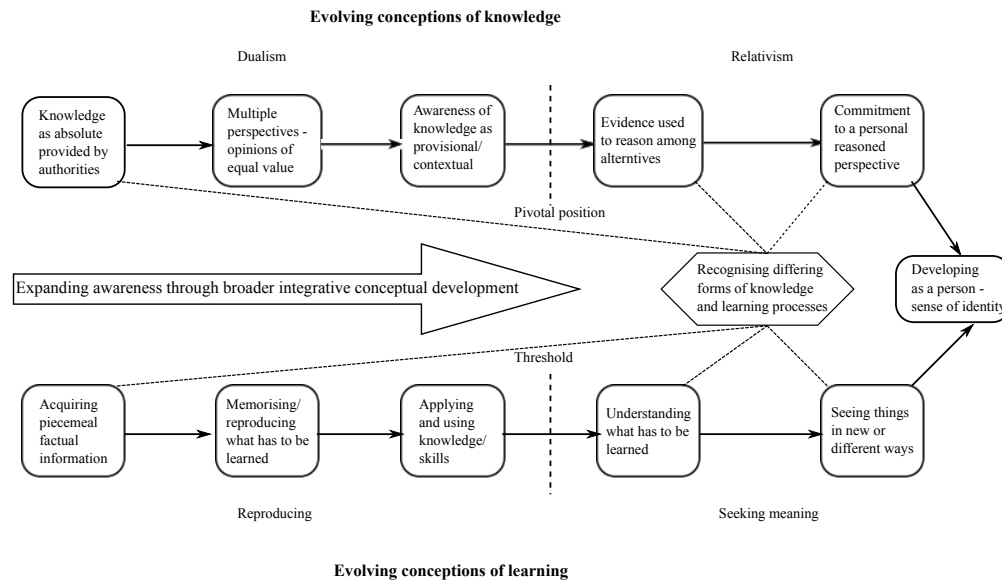 Evolving conceptions of knowledge
Dualism
Relativism
Knowledge
as absolute
provided by
authorities
Multiple
perspectives -
opinions of
equal value
Awareness of
knowledge as
provisional/
contextual
Evidence used
to reason among
alterntives
Commitment
to a personal
reasoned
perspective
Pivotal position
Expanding awareness through broader integrative conceptual development
Recognising differing
forms of knowledge
and learning processes
Developing
as a person -
sense of identity
Threshold
Acquiring
piecemeal
factual
information
Memorising/
reproducing
what has to be
learned
Applying
and using
knowledge/
skills
Understanding
what has to be
learned
Seeing things
in new or
different ways
Reproducing
Seeking meaning
Evolving conceptions of learning